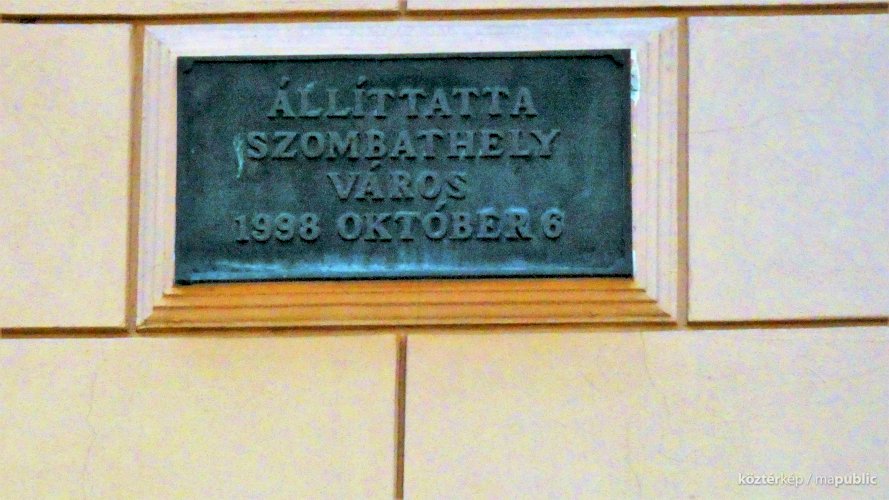 ÁLLÍTTATTA
SZOMBATHELY
VÁROS
1998 OKTÓBER 6
köztérkép / mapublic